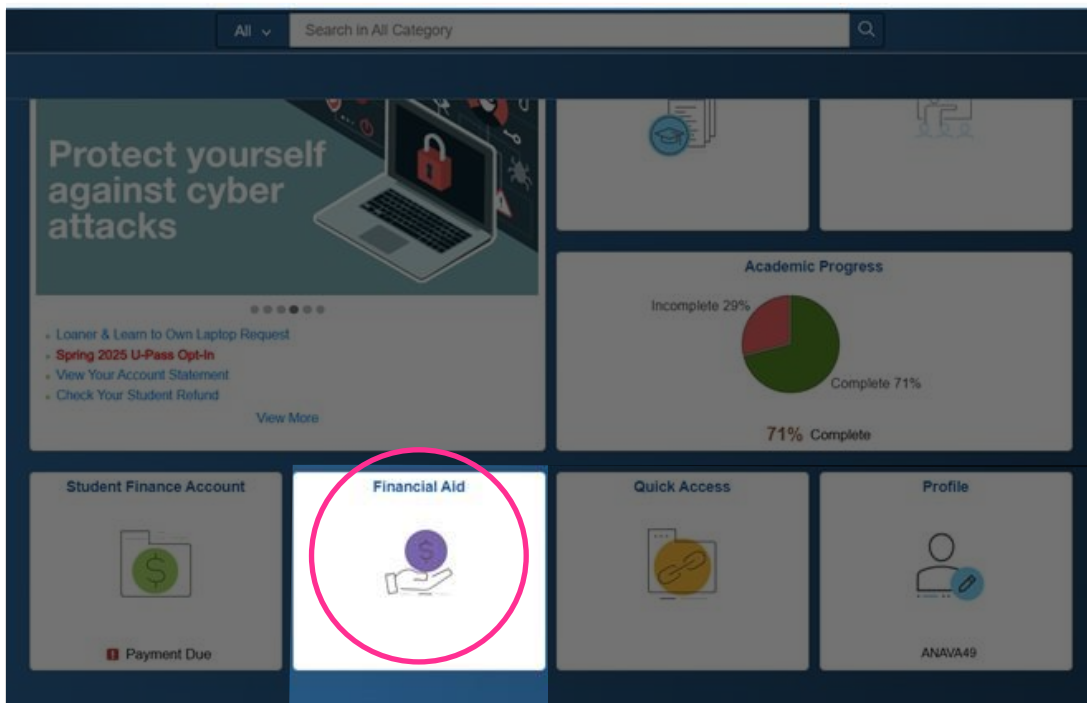 All
Search in All Category
Protect yourself
against cyber
attacks
Loaner & Learn to Own Laptop Request
Spring 2025 U-Pass Opt-In
View Your Account Statement
Check Your Student Refund
View More
Academic Progress
Incomplete 29%
Complete 71%
71% Complete
Student Finance Account
Payment Due
Financial Aid
Quick Access
Profile
ANAVA49